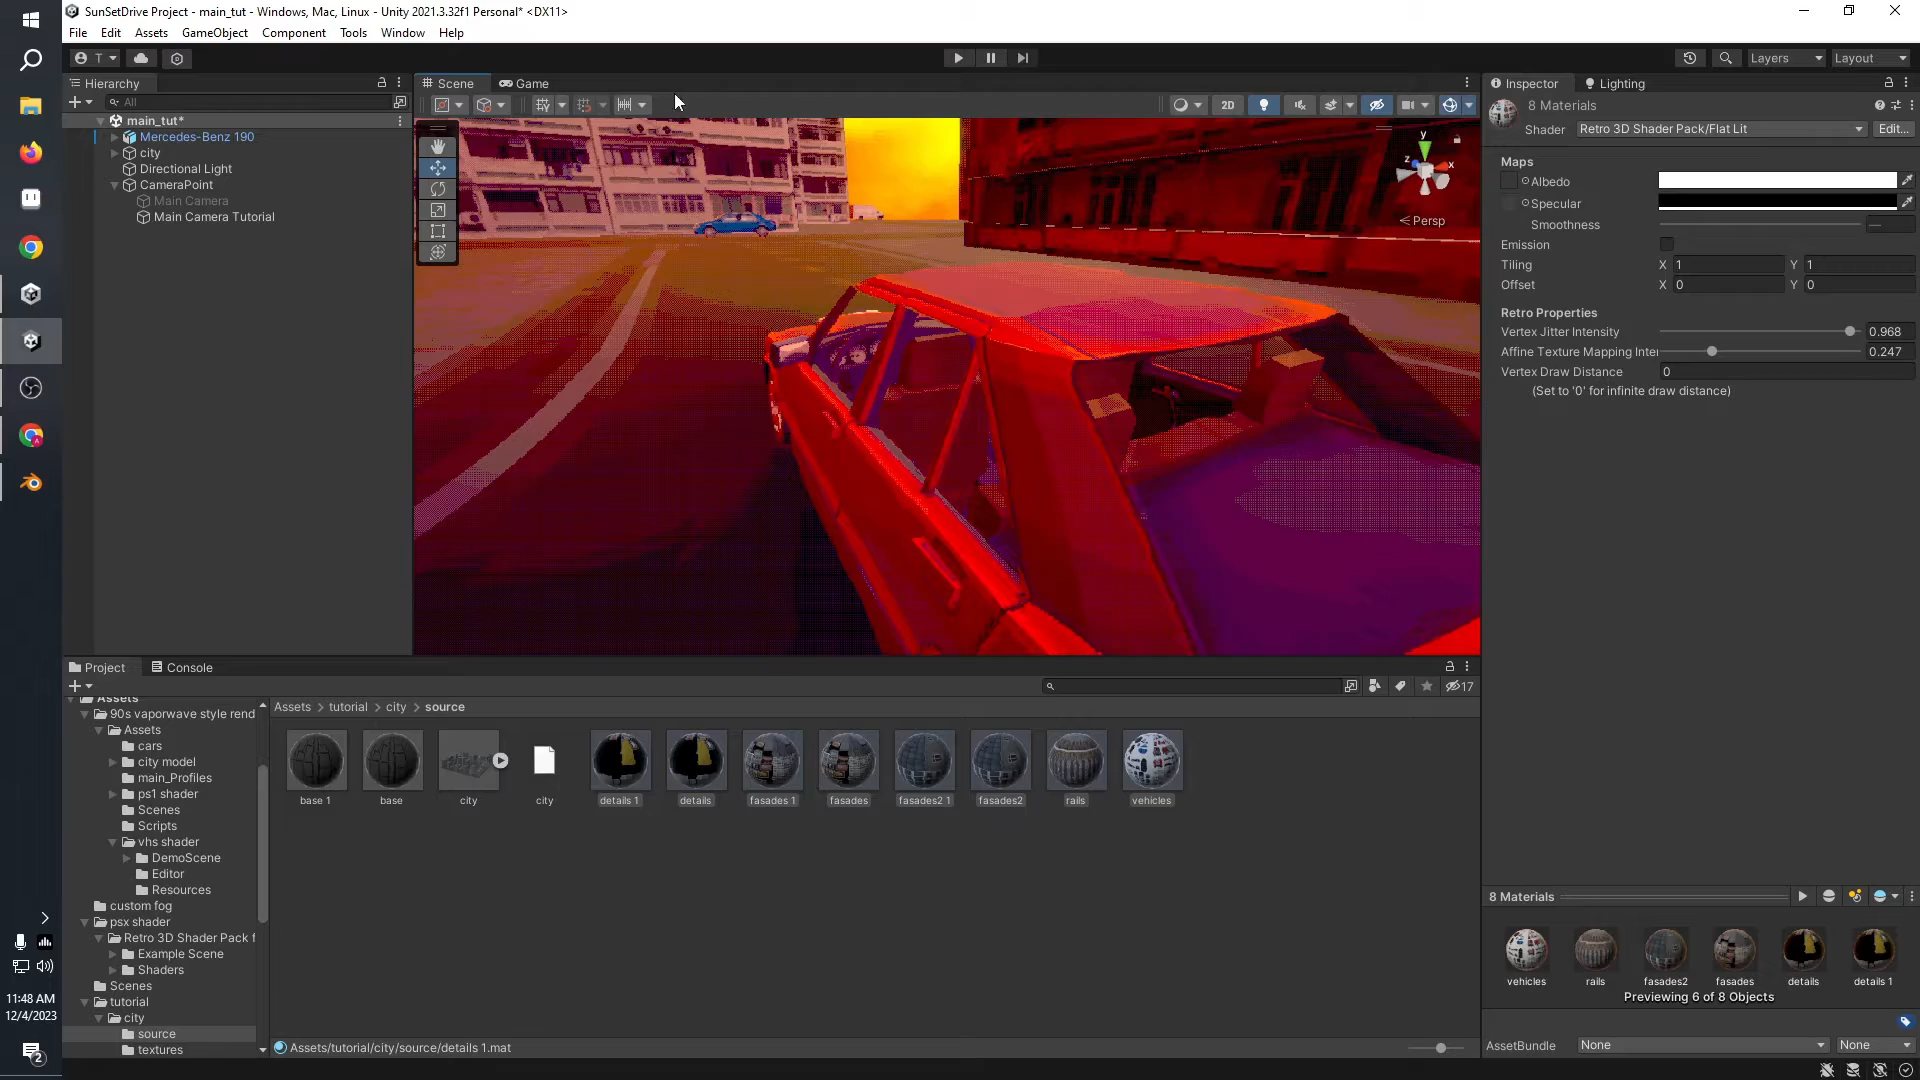 SunSetDrive Project - main_tut - Windows, Mac, Linux - Unity 2021.3.32f1 Personal* <DX11>
File Edit Assets GameObject Component Tools Window Help
T
Layers Layout
Hierarchy
Scene Game
Inspector Lighting
All
2D
8 Materials
Shader Retro 3D Shader Pack/Flat Lit Edit...
main_tut*
Mercedes-Benz 190
city
Directional Light
CameraPoint
Main Camera
Main Camera Tutorial
y
z x
Persp
Maps
Albedo
Specular
Smoothness —
Emission
Tiling X 1 Y 1
Offset X 0 Y 0
Retro Properties
Vertex Jitter Intensity 0.968
Affine Texture Mapping Inter 0.247
Vertex Draw Distance 0
(Set to '0' for infinite draw distance)
Project Console
17
Assets
90s vaporwave style rend
Assets
cars
city model
main_Profiles
ps1 shader
Scenes
Scripts
vhs shader
DemoScene
Editor
Resources
custom fog
psx shader
Retro 3D Shader Pack f
Example Scene
Shaders
Scenes
tutorial
city
source
textures
Assets > tutorial > city > source
base 1 base city city details 1 details fasades 1 fasades fasades2 1 fasades2 rails vehicles
Assets/tutorial/city/source/details 1.mat
8 Materials
vehicles rails fasades2 fasades details details 1
Previewing 6 of 8 Objects
AssetBundle None None
11:48 AM
12/4/2023
2